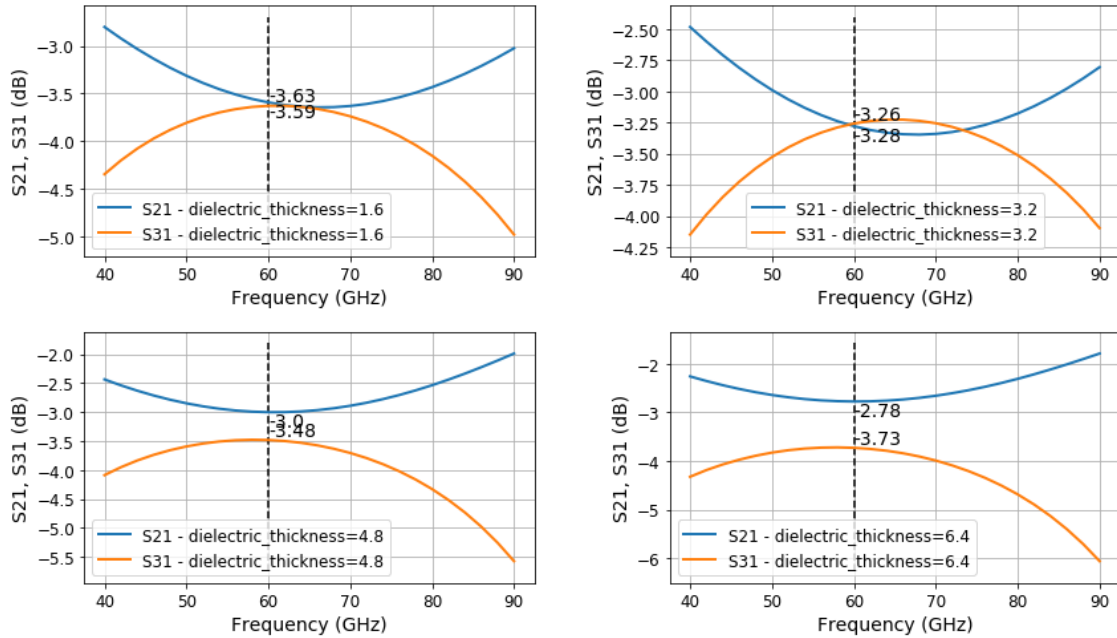 S21, S31 (dB)
−3.0
−3.5
−4.0
−4.5
−5.0
-3.63
-3.59
S21 - dielectric_thickness=1.6
S31 - dielectric_thickness=1.6
40 50 60 70 80 90
Frequency (GHz)
S21, S31 (dB)
−2.50
−2.75
−3.00
−3.25
−3.50
−3.75
−4.00
−4.25
-3.26
-3.28
S21 - dielectric_thickness=3.2
S31 - dielectric_thickness=3.2
40 50 60 70 80 90
Frequency (GHz)
S21, S31 (dB)
−2.0
−2.5
−3.0
−3.5
−4.0
−4.5
−5.0
−5.5
-3.0
-3.48
S21 - dielectric_thickness=4.8
S31 - dielectric_thickness=4.8
40 50 60 70 80 90
Frequency (GHz)
S21, S31 (dB)
−2
−3
−4
−5
−6
-2.78
-3.73
S21 - dielectric_thickness=6.4
S31 - dielectric_thickness=6.4
40 50 60 70 80 90
Frequency (GHz)